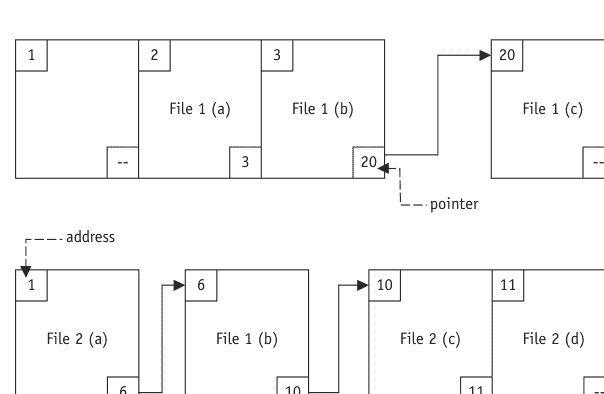 1 2 3 20
File 1 (a) File 1 (b) File 1 (c)
-- 3 20 --
pointer
address
1 6 10 11
File 2 (a) File 1 (b) File 2 (c) File 2 (d)
6 10 11 --